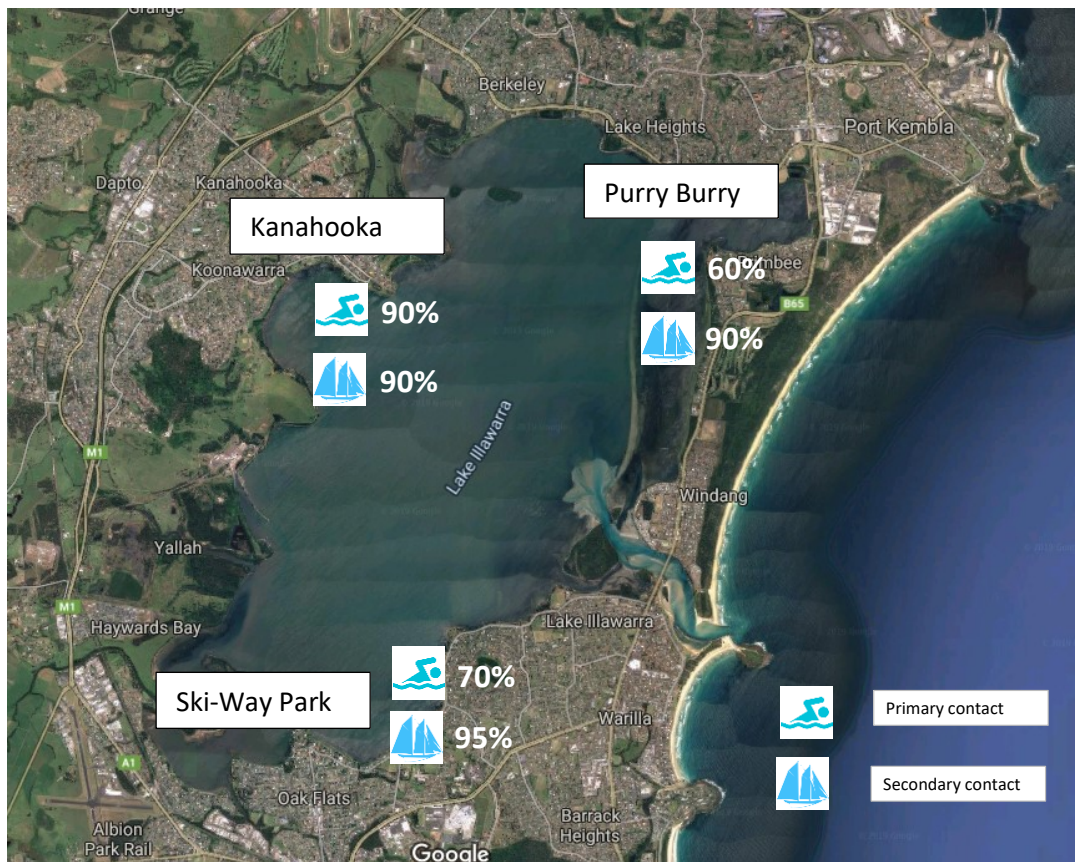 Grange
Berkeley
Lake Heights
Port Kembla
Dapto
Kanahooka
Purry Burry
Kanahooka
Koonawarra
60%
Primbee
B65
90%
90%
90%
Lake Illawarra
M1
Windang
Yallah
M1
Haywards Bay
Lake Illawarra
Ski-Way Park
70%
95%
Warilla
Primary contact
Secondary contact
A1
Oak Flats
Albion
Park Rail
Barrack
Heights
Google